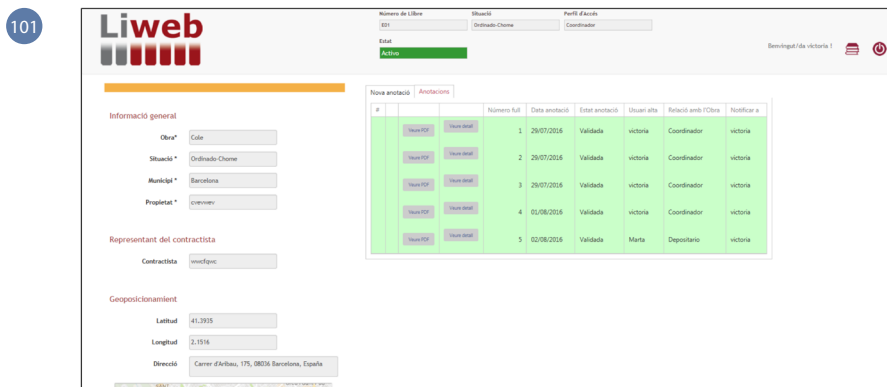 101
Liweb
Número de Llibre Situació Perfil d'Accés
E01 Ordinado-Chome Coordinador
Estat
Activo
Benvingut/da victoria !
Informació general
Obra* Cole
Situació * Ordinado-Chome
Municipi * Barcelona
Propietat * cvevwev
Representant del contractista
Contractista wwcfqwc
Geoposicionamient
Latitud 41.3935
Longitud 2.1516
Direcció Carrer d'Aribau, 175, 08036 Barcelona, España
Nova anotació Anotacions
# Número full Data anotació Estat anotació Usuari alta Relació amb l'Obra Notificar a
Veure PDF Veure detall 1 29/07/2016 Validada victoria Coordinador victoria
Veure PDF Veure detall 2 29/07/2016 Validada victoria Coordinador victoria
Veure PDF Veure detall 3 29/07/2016 Validada victoria Coordinador victoria
Veure PDF Veure detall 4 01/08/2016 Validada victoria Coordinador victoria
Veure PDF Veure detall 5 02/08/2016 Validada Marta Depositario victoria